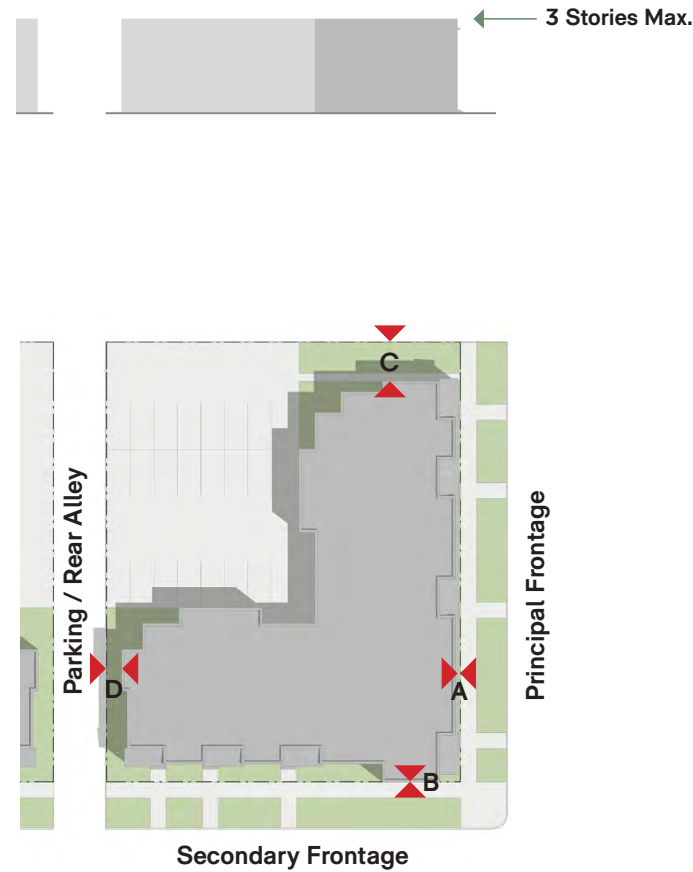 3 Stories Max.
C
Parking / Rear Alley
Principal Frontage
D
A
B
Secondary Frontage